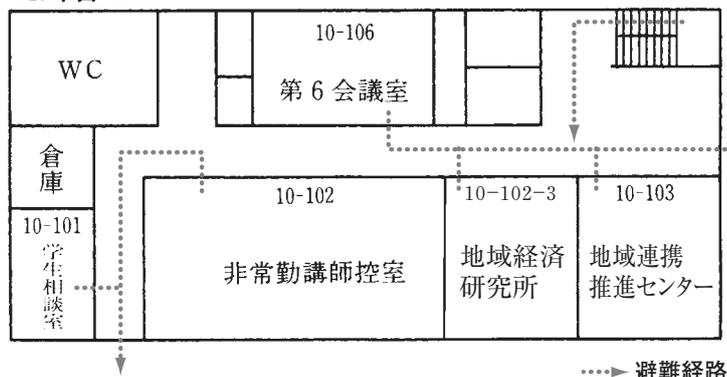 10-106
WC
第6会議室
倉庫
10-101
学生相談室
10-102
非常勤講師控室
10-102-3
地域経済
研究所
10-103
地域連携
推進センター
避難経路